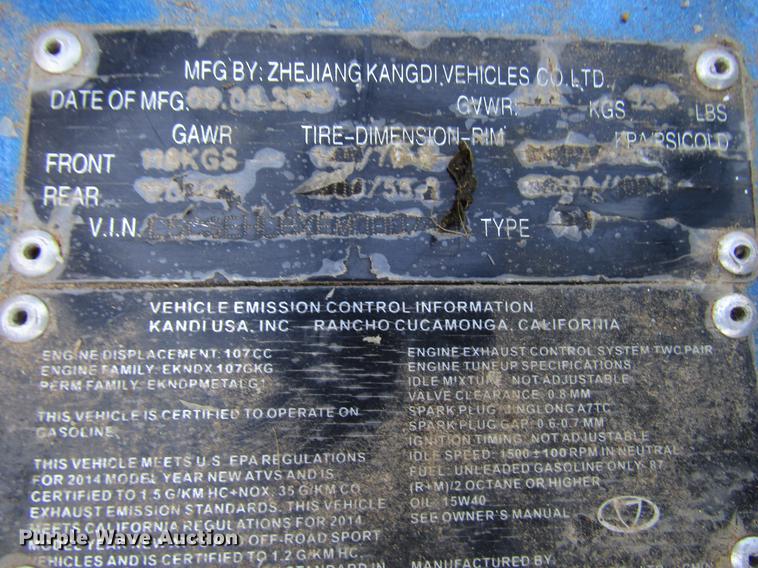 MFG BY: ZHEJIANG KANGDI VEHICLES CO. LTD.
DATE OF MFG. GVWR: KGS LBS
GAWR TIRE-DIMENSION-RIM KPA/PSICOLD
FRONT KGS
REAR
V.I.N. TYPE
VEHICLE EMISSION CONTROL INFORMATION
KANDI USA, INC RANCHO CUCAMONGA, CALIFORNIA
ENGINE DISPLACEMENT: 107CC
ENGINE FAMILY: EKNDX.107GKG
PERM FAMILY: EKNDPMETALG1
THIS VEHICLE IS CERTIFIED TO OPERATE ON
GASOLINE.
THIS VEHICLE MEETS U.S. EPA REGULATIONS
FOR 2014 MODEL YEAR NEW ATVS AND IS
CERTIFIED TO 1.5 G/KM HC+NOX, 35 G/KM CO
EXHAUST EMISSION STANDARDS. THIS VEHICLE
MEETS CALIFORNIA REGULATIONS FOR 2014
MODEL YEAR NEW OFF-ROAD SPORT
VEHICLES AND IS CERTIFIED TO 1.2 G/KM HC,
STANDARD IN
ENGINE EXHAUST CONTROL SYSTEM TWC,PAIR
ENGINE TUNEUP SPECIFICATIONS
IDLE MIXTURE: NOT ADJUSTABLE
VALVE CLEARANCE: 0.8 MM
SPARK PLUG: JINGLONG A7TC
SPARK PLUG GAP: 0.6-0.7 MM
IGNITION TIMING: NOT ADJUSTABLE
IDLE SPEED: 1500±100 RPM IN NEUTRAL
FUEL: UNLEADED GASOLINE ONLY: 87
(R+M)/2 OCTANE OR HIGHER
OIL: 15W40
SEE OWNER'S MANUAL
MANUFACTURED BY:
Purple Wave Auction